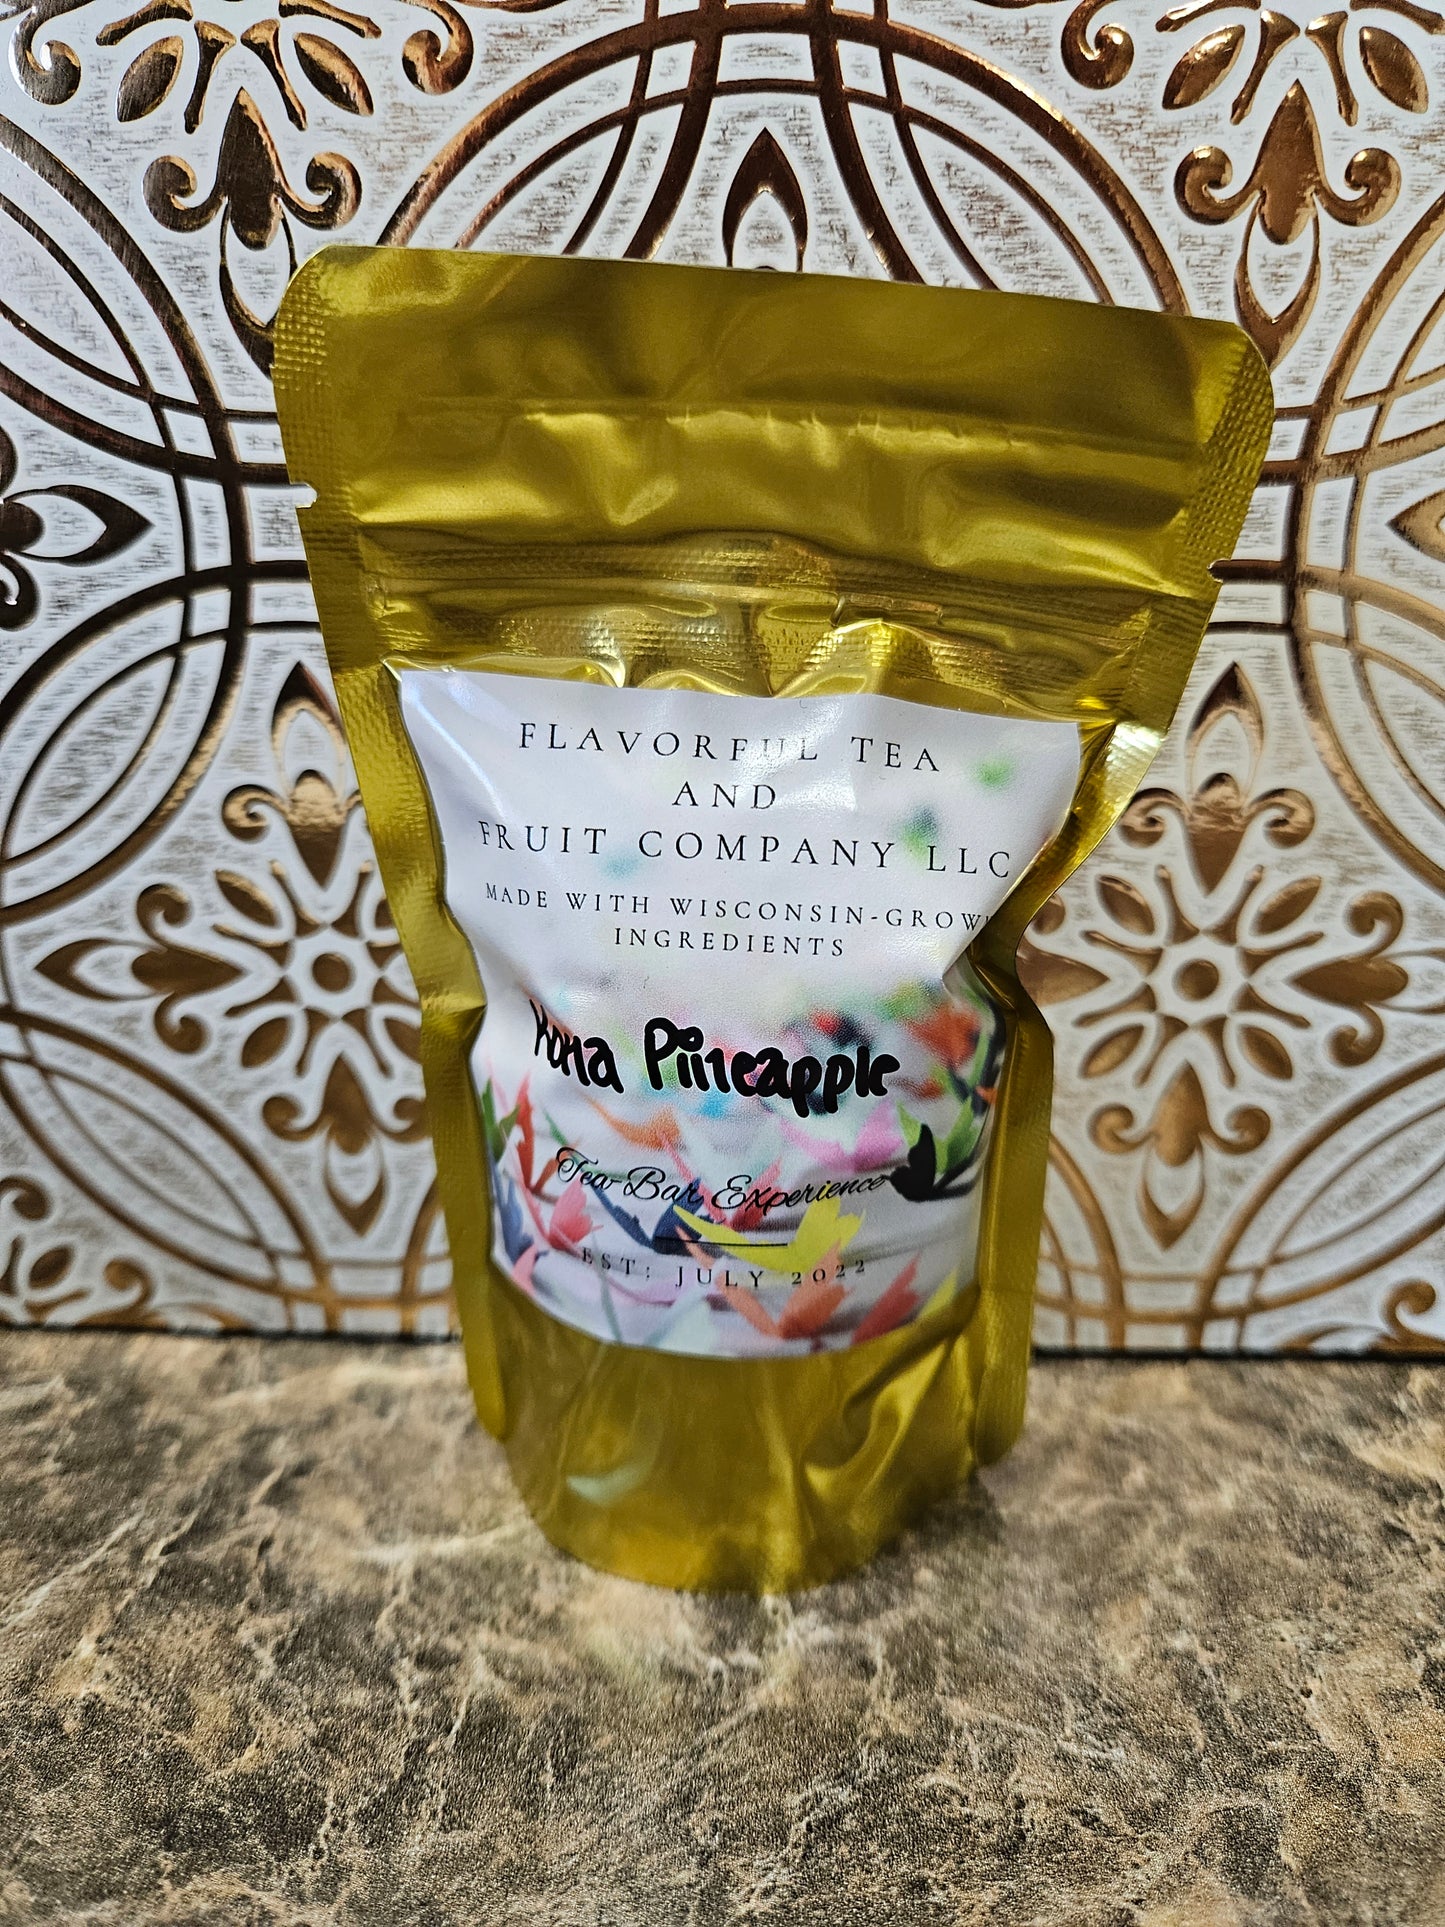 FLAVORFUL TEA
AND
FRUIT COMPANY LLC
MADE WITH WISCONSIN-GROWN
INGREDIENTS
Kona Pineapple
Tea Bar Experience
EST: JULY 2022